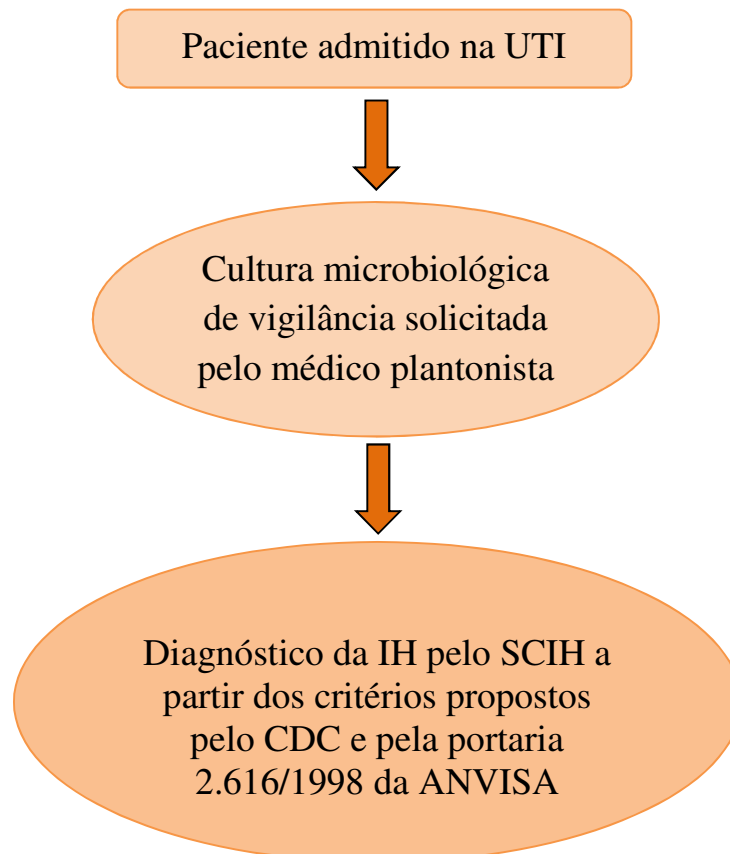 Paciente admitido na UTI
Cultura microbiológica
de vigilância solicitada
pelo médico plantonista
Diagnóstico da IH pelo SCIH a
partir dos critérios propostos
pelo CDC e pela portaria
2.616/1998 da ANVISA